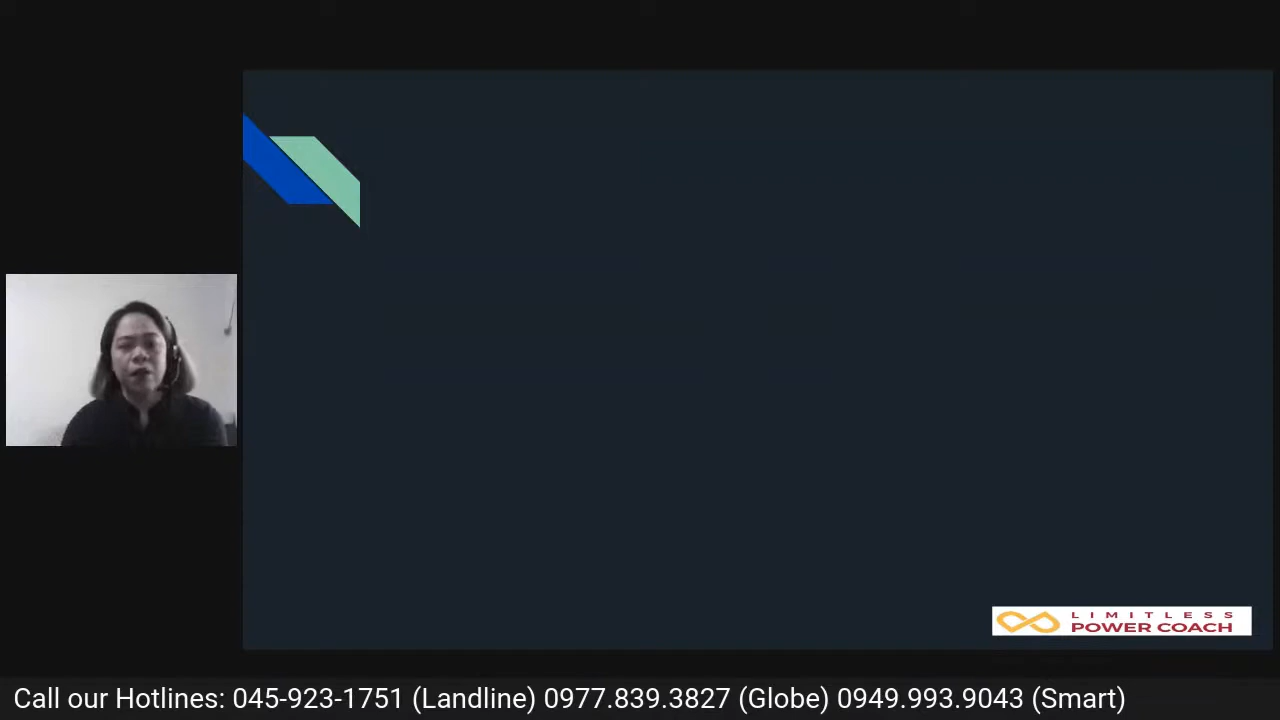 LIMITLESS
POWER COACH
Call our Hotlines: 045-923-1751 (Landline) 0977.839.3827 (Globe) 0949.993.9043 (Smart)